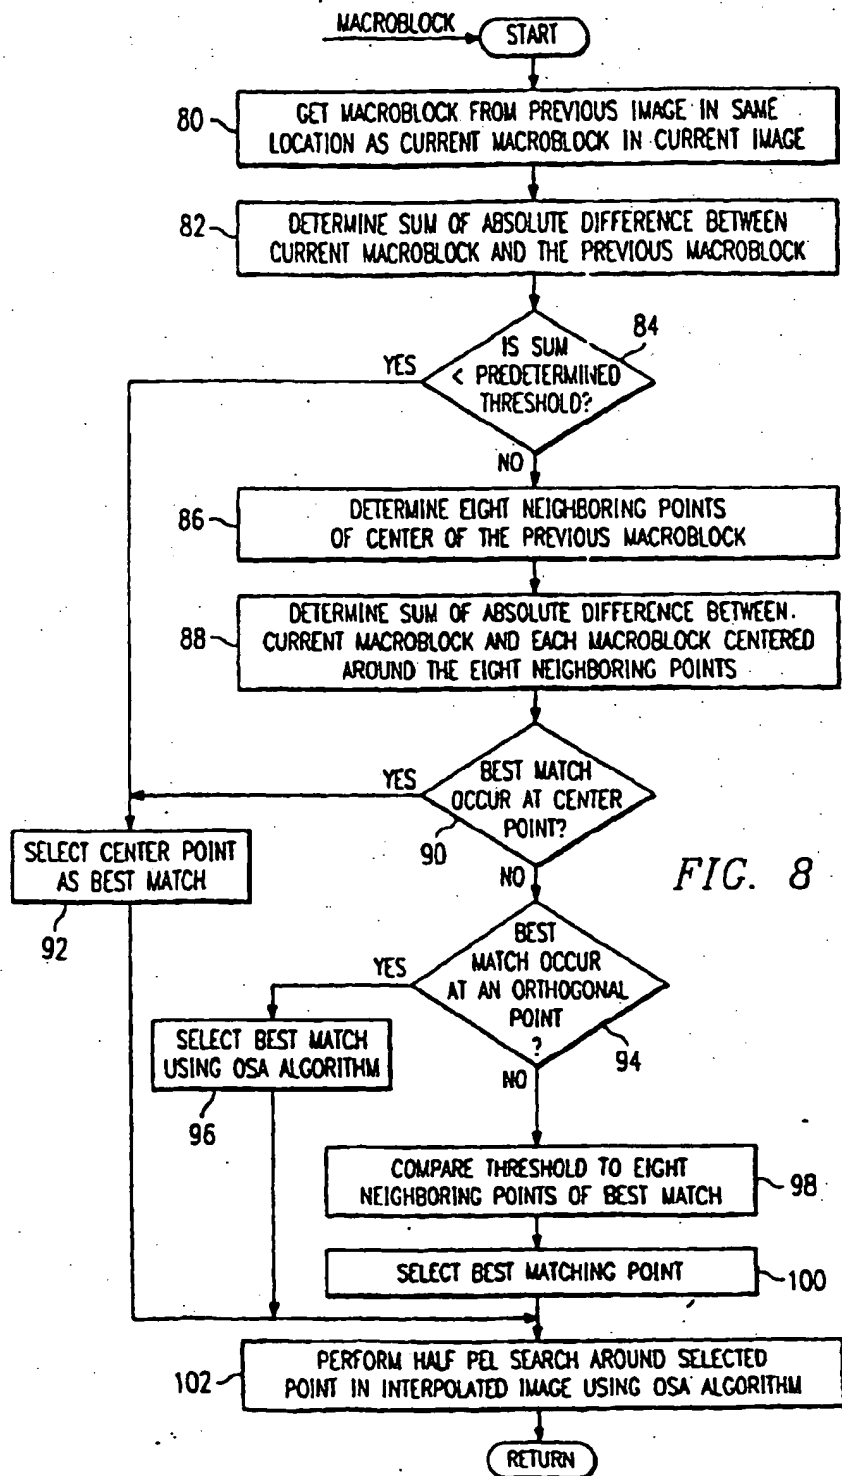 MACROBLOCK
START
80
GET MACROBLOCK FROM PREVIOUS IMAGE IN SAME
LOCATION AS CURRENT MACROBLOCK IN CURRENT IMAGE
82
DETERMINE SUM OF ABSOLUTE DIFFERENCE BETWEEN
CURRENT MACROBLOCK AND THE PREVIOUS MACROBLOCK
84
IS SUM
< PREDETERMINED
THRESHOLD?
YES
NO
86
DETERMINE EIGHT NEIGHBORING POINTS
OF CENTER OF THE PREVIOUS MACROBLOCK
88
DETERMINE SUM OF ABSOLUTE DIFFERENCE BETWEEN
CURRENT MACROBLOCK AND EACH MACROBLOCK CENTERED
AROUND THE EIGHT NEIGHBORING POINTS
YES
BEST MATCH
OCCUR AT CENTER
POINT?
90
NO
SELECT CENTER POINT
AS BEST MATCH
92
FIG. 8
YES
BEST
MATCH OCCUR
AT AN ORTHOGONAL
POINT
?
94
NO
SELECT BEST MATCH
USING OSA ALGORITHM
96
COMPARE THRESHOLD TO EIGHT
NEIGHBORING POINTS OF BEST MATCH
98
SELECT BEST MATCHING POINT
100
102
PERFORM HALF PEL SEARCH AROUND SELECTED
POINT IN INTERPOLATED IMAGE USING OSA ALGORITHM
RETURN